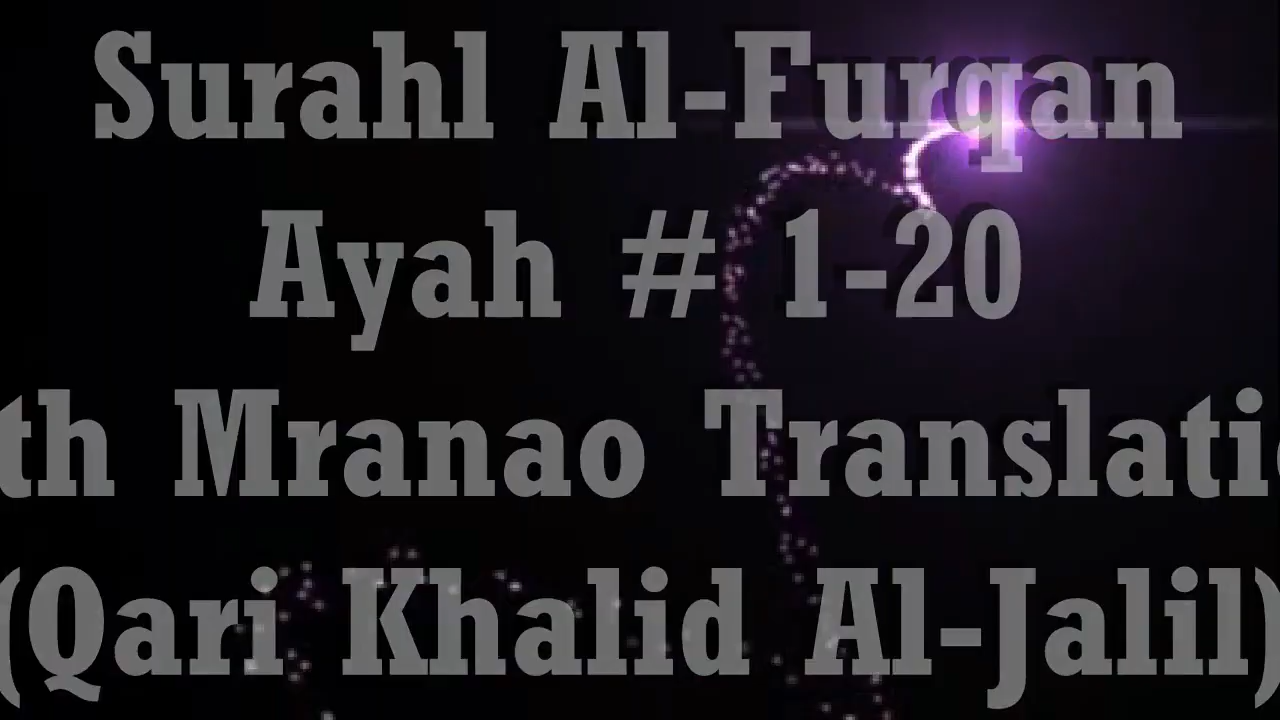 Surahl Al-Furqan
Ayah # 1-20
th Mranao Translati
(Qari Khalid Al-Jalil)